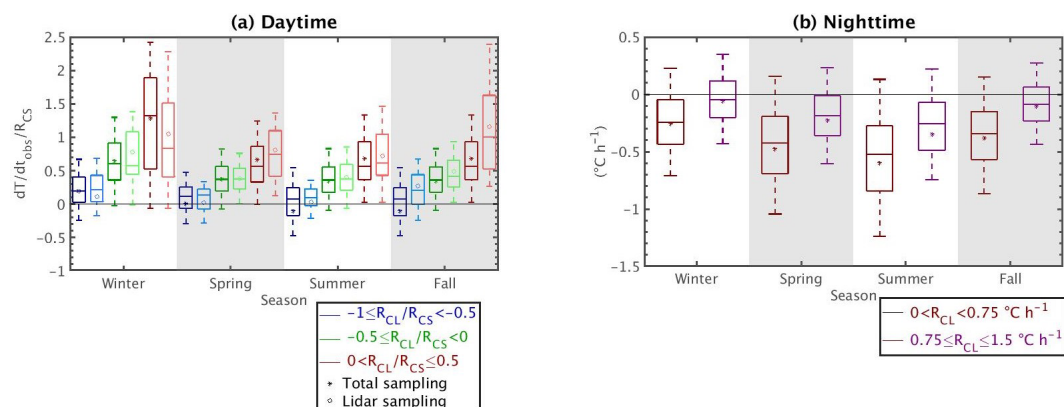 (a) Daytime
dT/dt_obs/R_CS
2.5
2
1.5
1
0.5
0
-0.5
-1
Winter
Spring
Summer
Fall
Season
-1≤R_CL/R_CS<-0.5
-0.5≤R_CL/R_CS<0
0<R_CL/R_CS≤0.5
* Total sampling
○ Lidar sampling
(b) Nighttime
(°C h⁻¹)
0.5
0
-0.5
-1
-1.5
Winter
Spring
Summer
Fall
Season
0<R_CL<0.75 °C h⁻¹
0.75≤R_CL≤1.5 °C h⁻¹